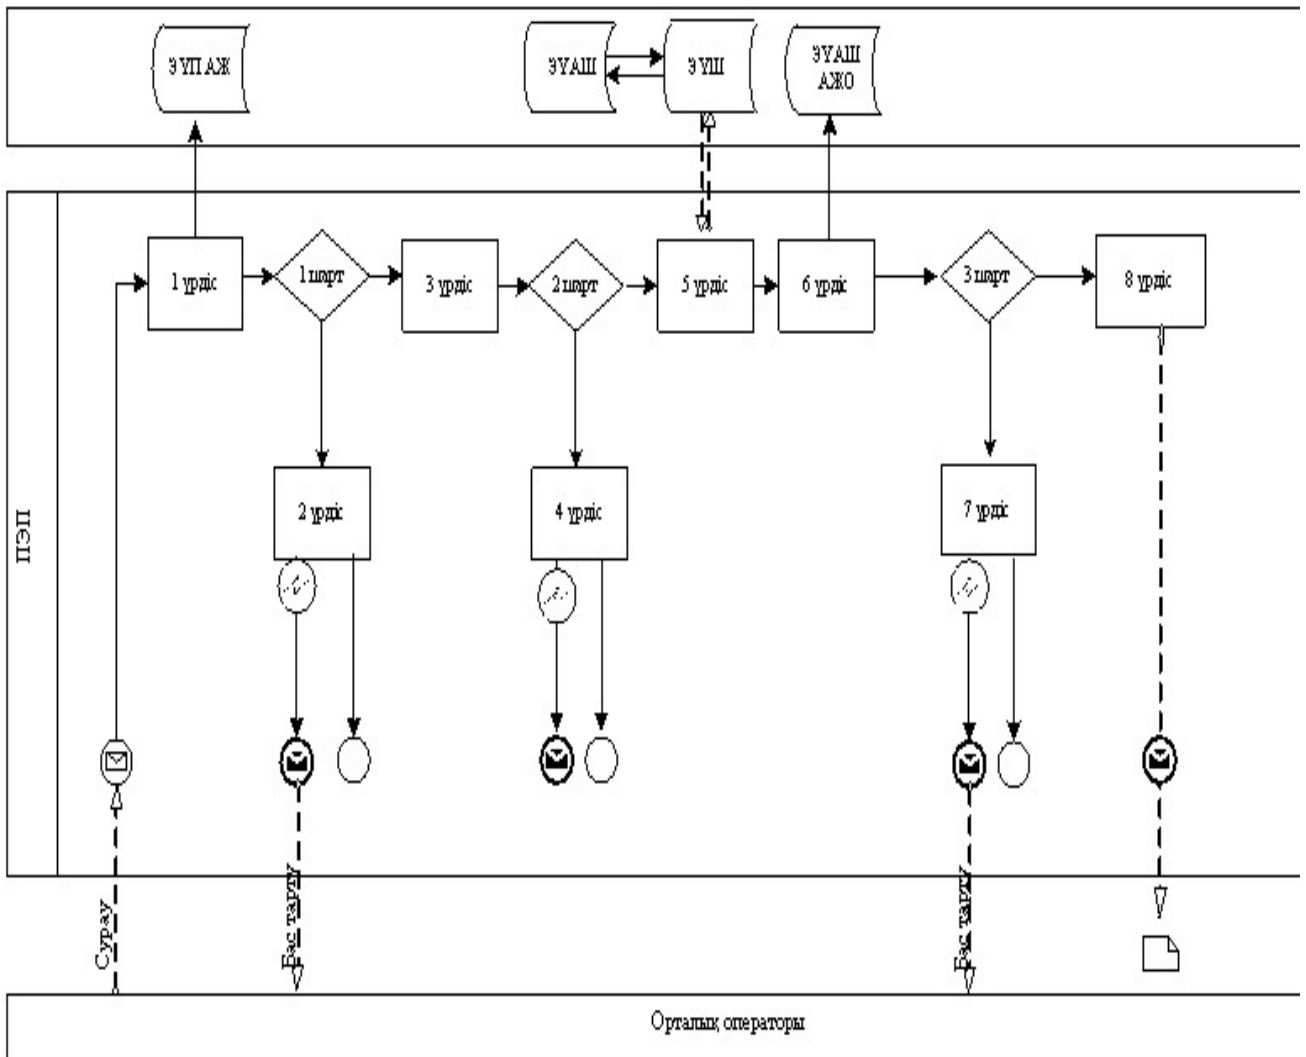 ЭҮП АЖ
ЭҮАШ
ЭҮШ
ЭҮАШ
АЖО
1 үрдіс
1 шарт
3 үрдіс
2 шарт
5 үрдіс
6 үрдіс
3 шарт
8 үрдіс
2 үрдіс
4 үрдіс
7 үрдіс
ПЭП
Сұрау
Бас тарту
Бас тарту
Орталық операторы